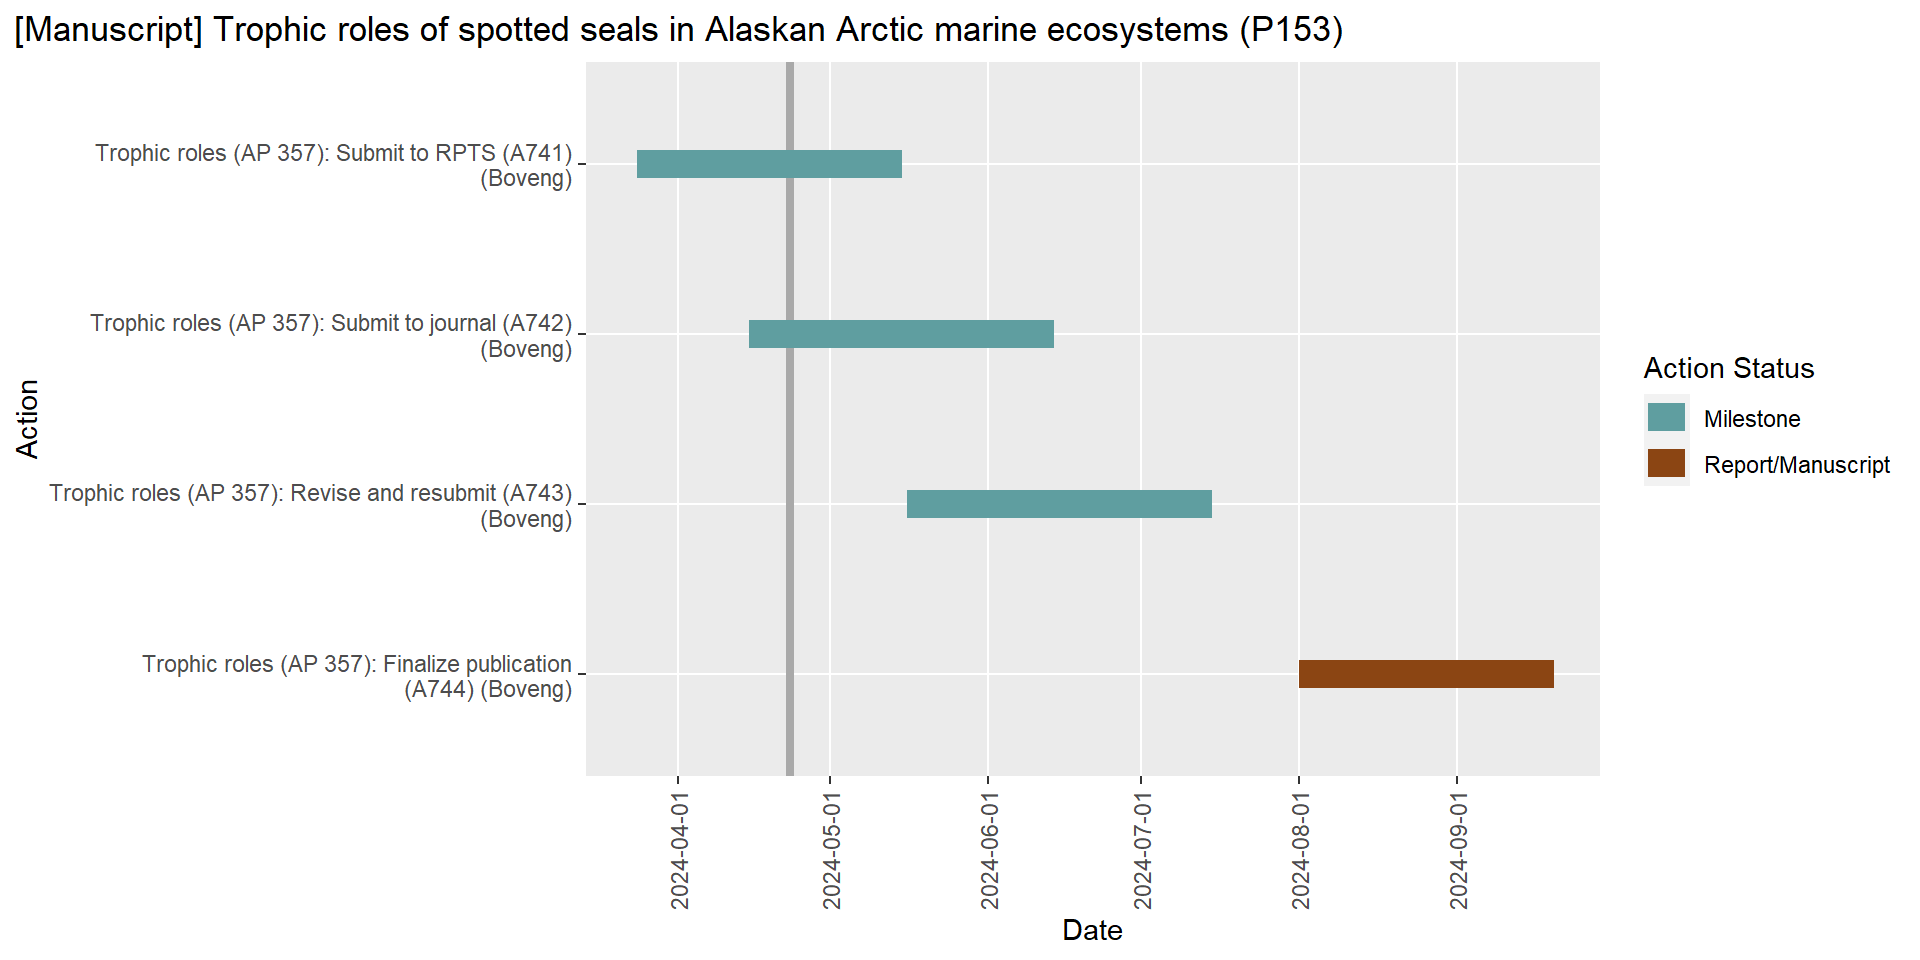 [Manuscript] Trophic roles of spotted seals in Alaskan Arctic marine ecosystems (P153)
Trophic roles (AP 357): Submit to RPTS (A741)
(Boveng)
Trophic roles (AP 357): Submit to journal (A742)
(Boveng)
Trophic roles (AP 357): Revise and resubmit (A743)
(Boveng)
Trophic roles (AP 357): Finalize publication
(A744) (Boveng)
Action
2024-04-01
2024-05-01
2024-06-01
2024-07-01
2024-08-01
2024-09-01
Date
Action Status
Milestone
Report/Manuscript